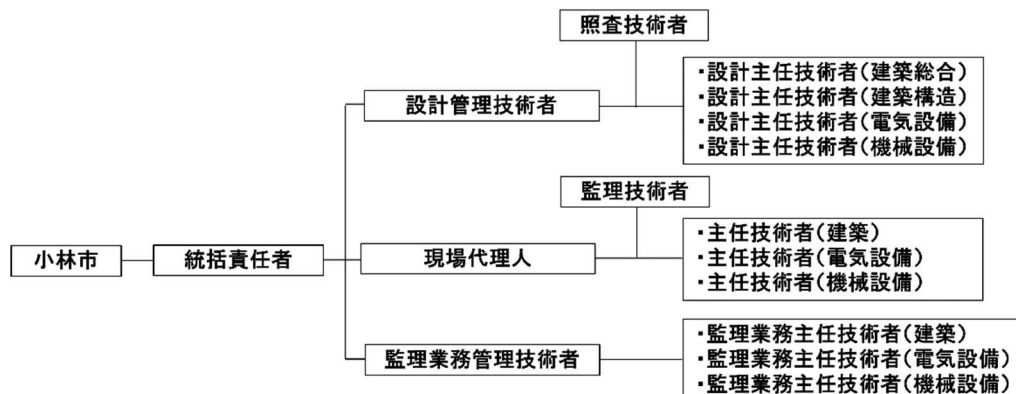 照査技術者
設計管理技術者
・設計主任技術者(建築総合)
・設計主任技術者(建築構造)
・設計主任技術者(電気設備)
・設計主任技術者(機械設備)
監理技術者
小林市
統括責任者
現場代理人
・主任技術者(建築)
・主任技術者(電気設備)
・主任技術者(機械設備)
監理業務管理技術者
・監理業務主任技術者(建築)
・監理業務主任技術者(電気設備)
・監理業務主任技術者(機械設備)